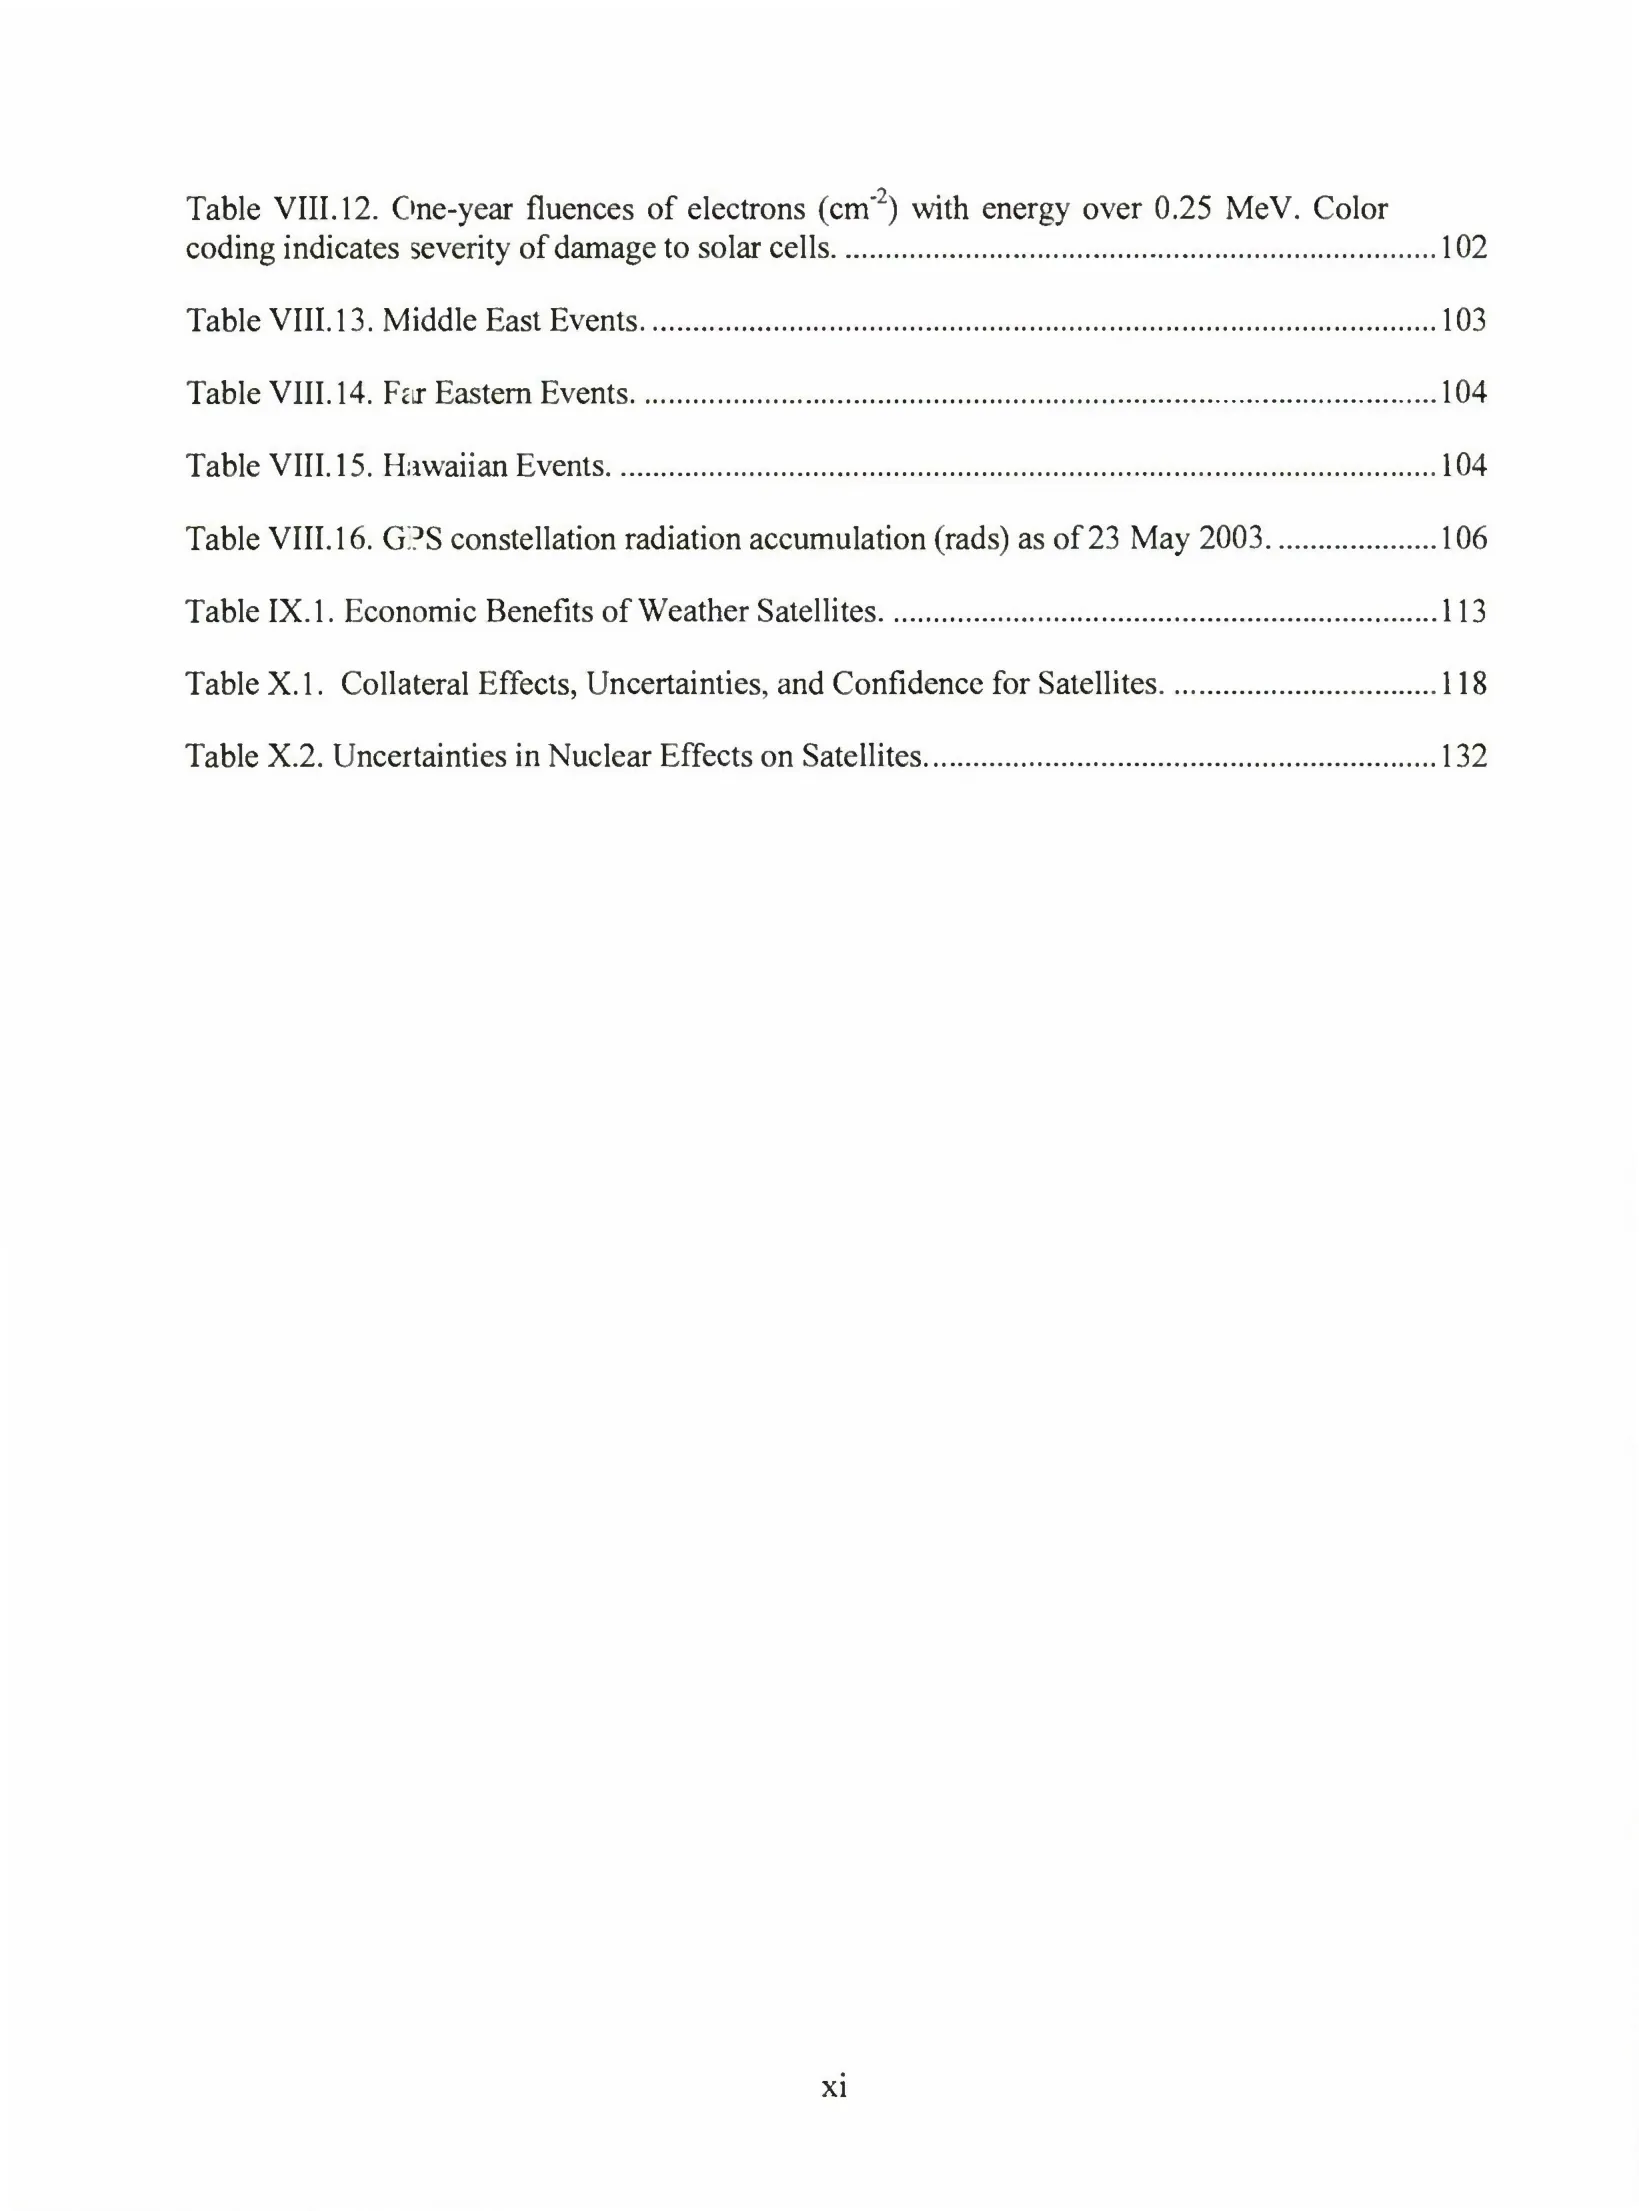 Table VIII.12. One-year fluences of electrons (cm⁻²) with energy over 0.25 MeV. Color
coding indicates severity of damage to solar cells. ........................................................................ 102
Table VIII.13. Middle East Events. ................................................................................................ 103
Table VIII.14. Far Eastern Events. ................................................................................................. 104
Table VIII.15. Hawaiian Events. .................................................................................................... 104
Table VIII.16. GPS constellation radiation accumulation (rads) as of 23 May 2003. .................... 106
Table IX.1. Economic Benefits of Weather Satellites. .................................................................. 113
Table X.1. Collateral Effects, Uncertainties, and Confidence for Satellites. ................................ 118
Table X.2. Uncertainties in Nuclear Effects on Satellites. ............................................................. 132
xi